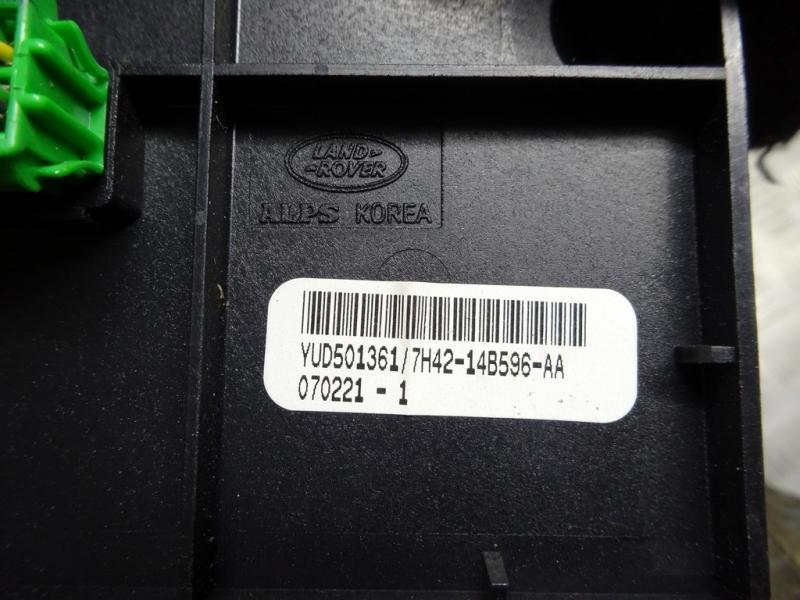 LAND
ROVER
ALPS KOREA
YUD501361/7H42-14B596-AA
070221 - 1